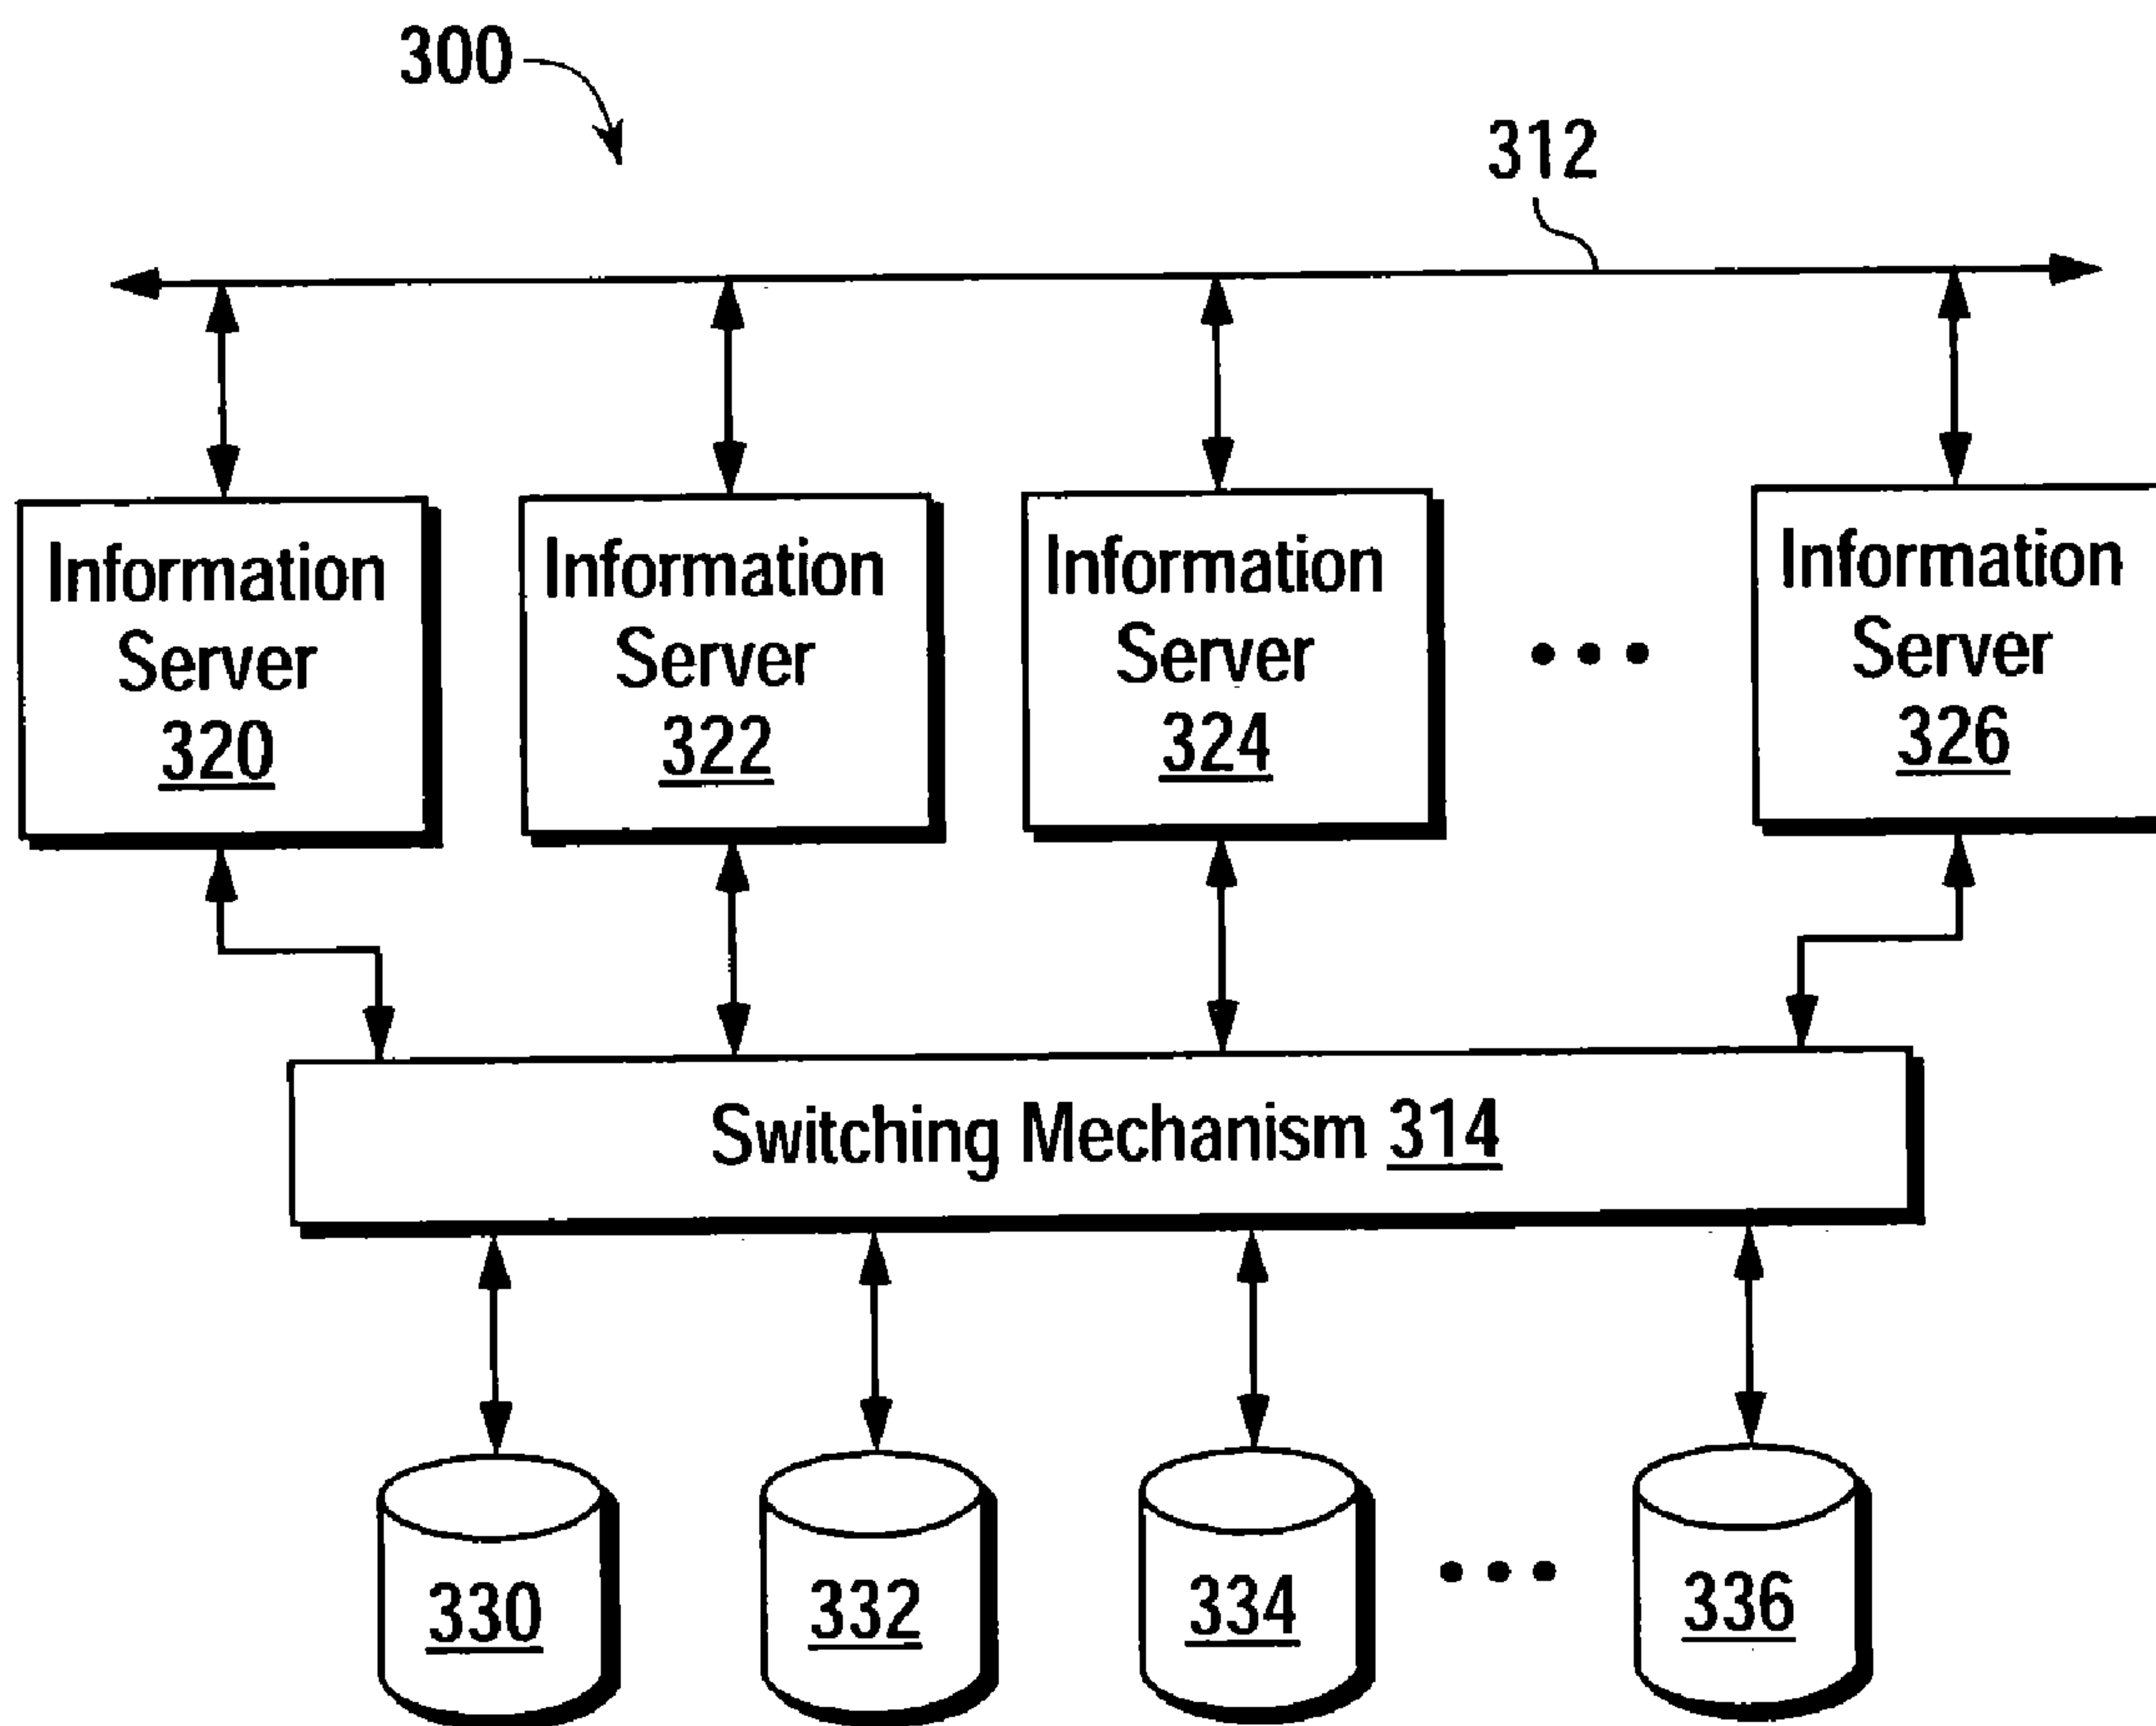 300
312
Information
Server
320
Information
Server
322
Information
Server
324
Information
Server
326
Switching Mechanism 314
330
332
334
336